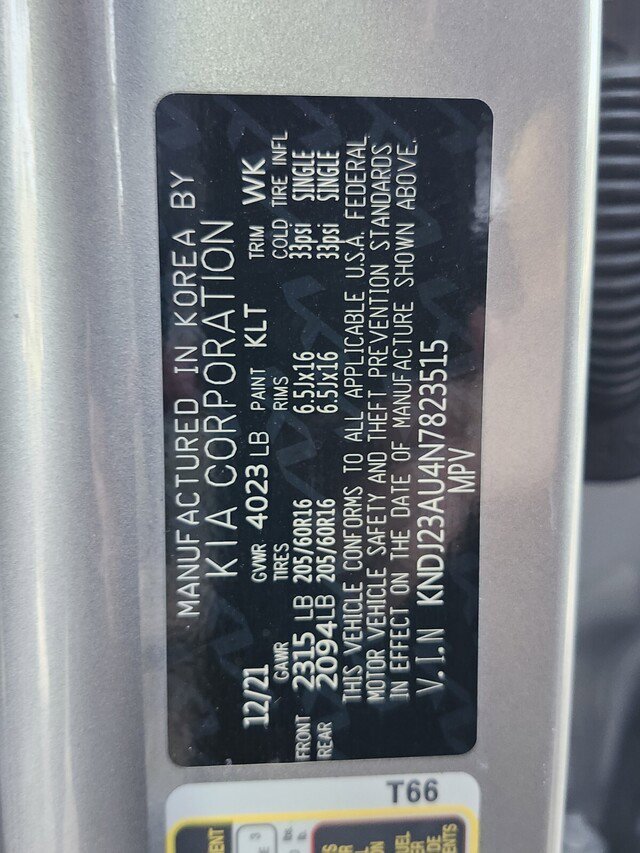 MANUFACTURED IN KOREA BY
KIA CORPORATION
12/21 GVWR 4023 LB PAINT KLT TRIM WK
GAWR TIRES RIMS COLD TIRE INFL
FRONT 2315 LB 205/60R16 6.5Jx16 33psi SINGLE
REAR 2094LB 205/60R16 6.5Jx16 33psi SINGLE
THIS VEHICLE CONFORMS TO ALL APPLICABLE U.S.A. FEDERAL
MOTOR VEHICLE SAFETY AND THEFT PREVENTION STANDARDS
IN EFFECT ON THE DATE OF MANUFACTURE SHOWN ABOVE.
V.I.N KNDJ23AU4N7823515
MPV
T66